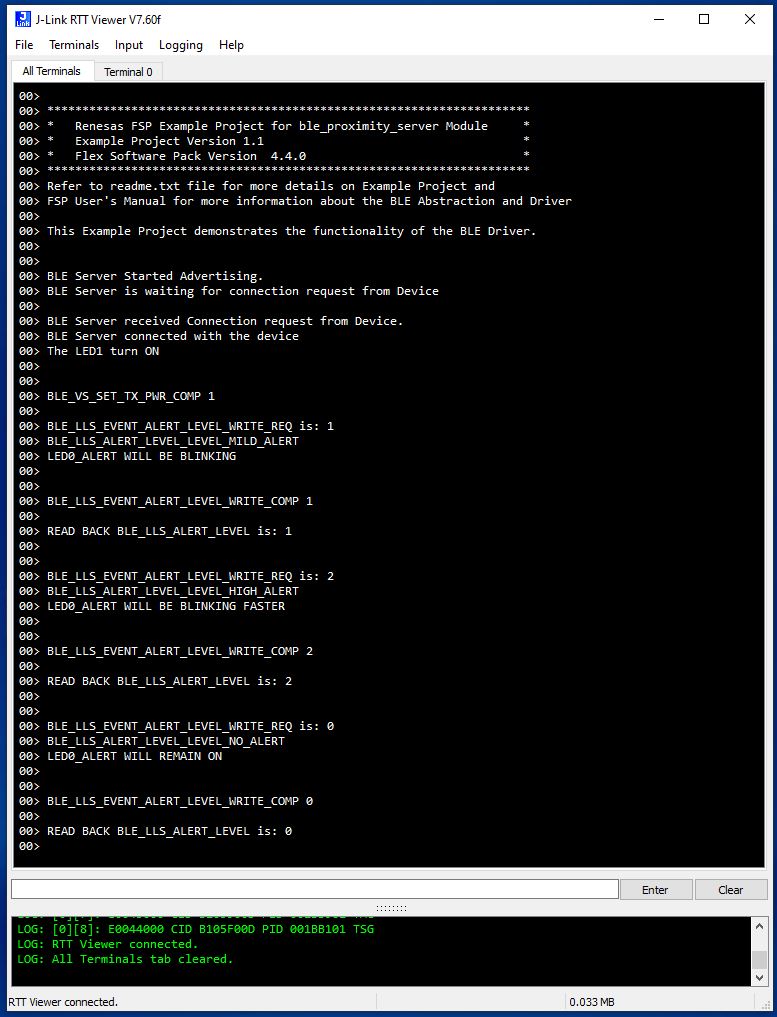 J-Link RTT Viewer V7.60f
File Terminals Input Logging Help
All Terminals Terminal 0
00>
00> *********************************************************************
00> *   Renesas FSP Example Project for ble_proximity_server Module     *
00> *   Example Project Version 1.1                                     *
00> *   Flex Software Pack Version  4.4.0                               *
00> *********************************************************************
00> Refer to readme.txt file for more details on Example Project and
00> FSP User's Manual for more information about the BLE Abstraction and Driver
00>
00> This Example Project demonstrates the functionality of the BLE Driver.
00>
00>
00> BLE Server Started Advertising.
00> BLE Server is waiting for connection request from Device
00>
00> BLE Server received Connection request from Device.
00> BLE Server connected with the device
00> The LED1 turn ON
00>
00>
00> BLE_VS_SET_TX_PWR_COMP 1
00>
00> BLE_LLS_EVENT_ALERT_LEVEL_WRITE_REQ is: 1
00> BLE_LLS_ALERT_LEVEL_LEVEL_MILD_ALERT
00> LED0_ALERT WILL BE BLINKING
00>
00>
00> BLE_LLS_EVENT_ALERT_LEVEL_WRITE_COMP 1
00>
00> READ BACK BLE_LLS_ALERT_LEVEL is: 1
00>
00>
00> BLE_LLS_EVENT_ALERT_LEVEL_WRITE_REQ is: 2
00> BLE_LLS_ALERT_LEVEL_LEVEL_HIGH_ALERT
00> LED0_ALERT WILL BE BLINKING FASTER
00>
00>
00> BLE_LLS_EVENT_ALERT_LEVEL_WRITE_COMP 2
00>
00> READ BACK BLE_LLS_ALERT_LEVEL is: 2
00>
00>
00> BLE_LLS_EVENT_ALERT_LEVEL_WRITE_REQ is: 0
00> BLE_LLS_ALERT_LEVEL_LEVEL_NO_ALERT
00> LED0_ALERT WILL REMAIN ON
00>
00>
00> BLE_LLS_EVENT_ALERT_LEVEL_WRITE_COMP 0
00>
00> READ BACK BLE_LLS_ALERT_LEVEL is: 0
00>
Enter Clear
LOG: [0][8]: E0044000 CID B105F00D PID 001BB101 TSG
LOG: RTT Viewer connected.
LOG: All Terminals tab cleared.
RTT Viewer connected. 0.033 MB